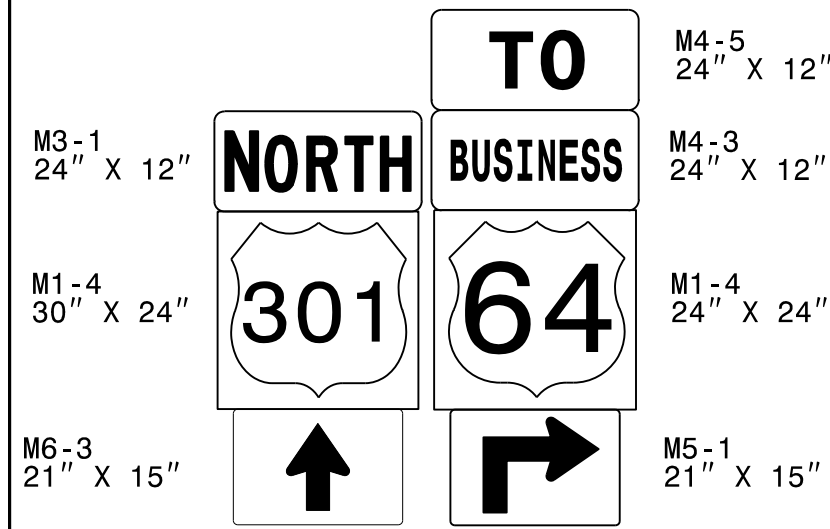 TO
M4-5
24" X 12"
M3-1
24" X 12"
NORTH
BUSINESS
M4-3
24" X 12"
M1-4
30" X 24"
301
64
M1-4
24" X 24"
M6-3
21" X 15"
M5-1
21" X 15"